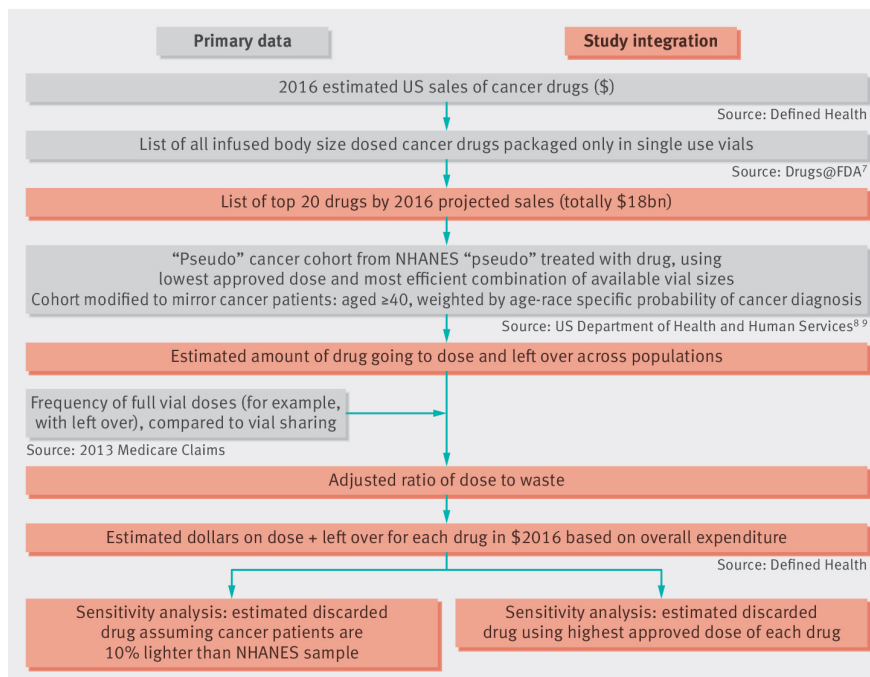 Primary data
Study integration
2016 estimated US sales of cancer drugs ($)
Source: Defined Health
List of all infused body size dosed cancer drugs packaged only in single use vials
Source: Drugs@FDA⁷
List of top 20 drugs by 2016 projected sales (totally $18bn)
“Pseudo” cancer cohort from NHANES “pseudo” treated with drug, using
lowest approved dose and most efficient combination of available vial sizes
Cohort modified to mirror cancer patients: aged ≥40, weighted by age-race specific probability of cancer diagnosis
Source: US Department of Health and Human Services⁸ ⁹
Estimated amount of drug going to dose and left over across populations
Frequency of full vial doses (for example,
with left over), compared to vial sharing
Source: 2013 Medicare Claims
Adjusted ratio of dose to waste
Estimated dollars on dose + left over for each drug in $2016 based on overall expenditure
Source: Defined Health
Sensitivity analysis: estimated discarded
drug assuming cancer patients are
10% lighter than NHANES sample
Sensitivity analysis: estimated discarded
drug using highest approved dose of each drug